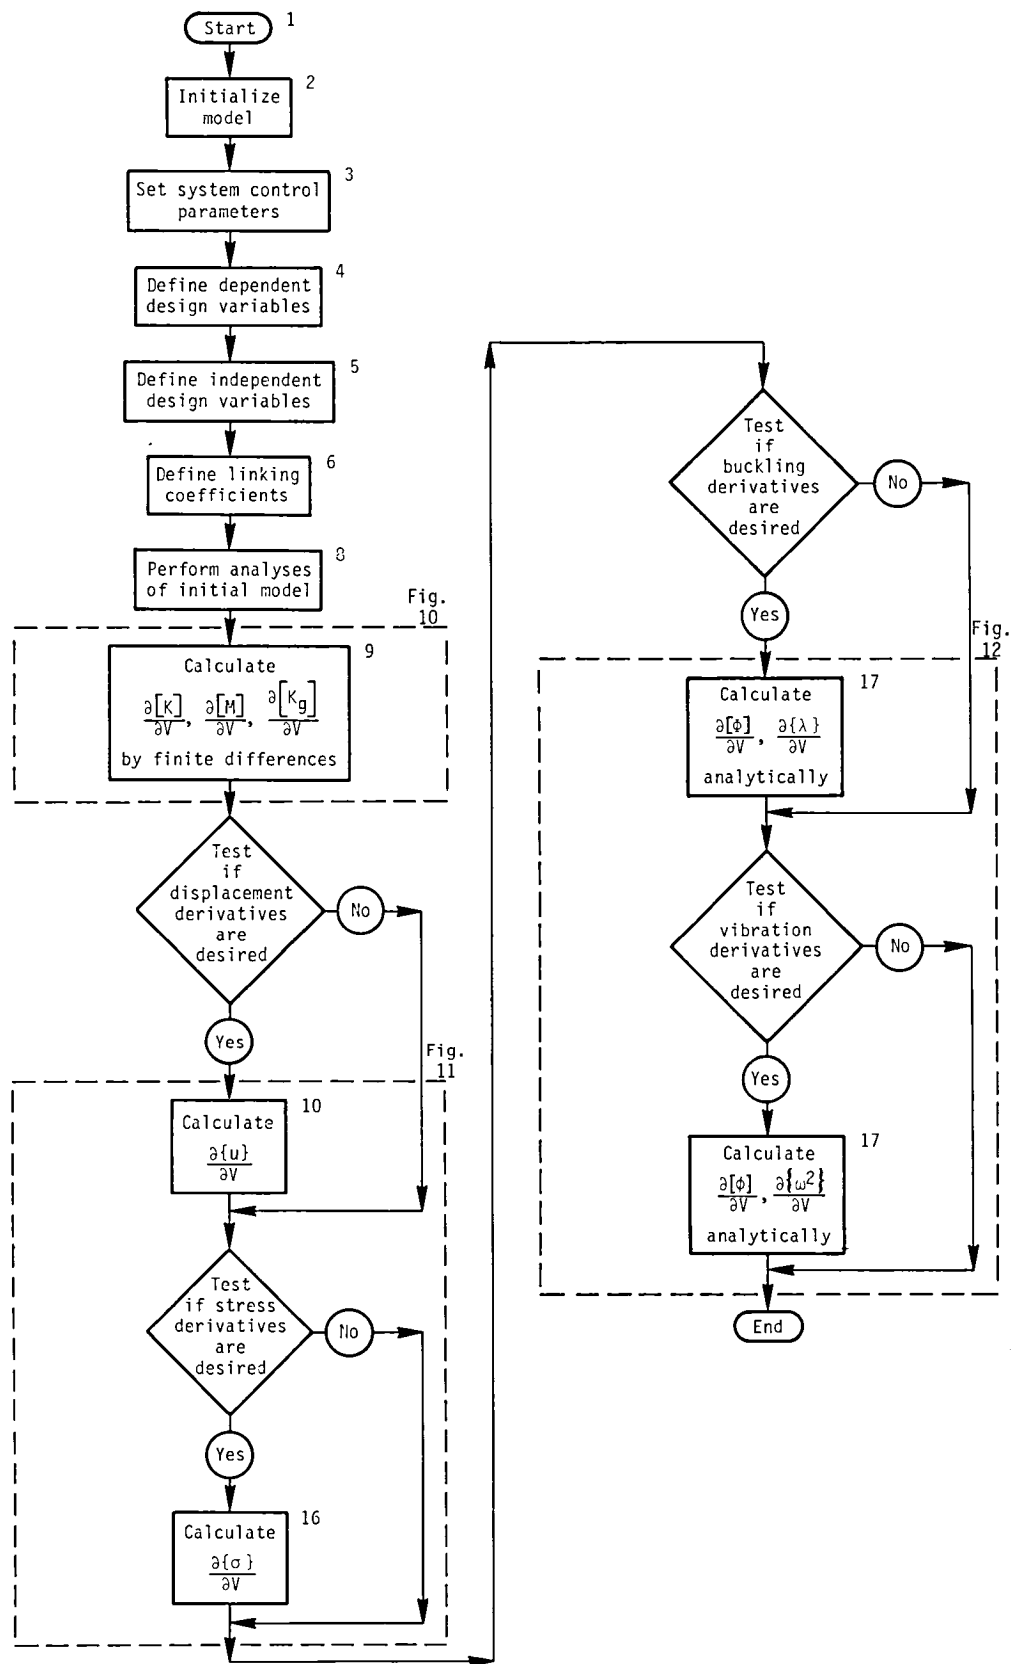 Start
1
2
Initialize
model
3
Set system control
parameters
4
Define dependent
design variables
5
Define independent
design variables
6
Define linking
coefficients
8
Perform analyses
of initial model
Fig.
10
9
Calculate
∂[K]/∂V, ∂[M]/∂V, ∂[Kg]/∂V
by finite differences
Test
if
displacement
derivatives
are
desired
No
Yes
Fig.
11
10
Calculate
∂{u}/∂V
Test
if stress
derivatives
are
desired
No
Yes
16
Calculate
∂{σ}/∂V
Test
if
buckling
derivatives
are
desired
No
Yes
Fig.
12
17
Calculate
∂[Φ]/∂V, ∂{λ}/∂V
analytically
Test
if
vibration
derivatives
are
desired
No
Yes
17
Calculate
∂[φ]/∂V, ∂{ω²}/∂V
analytically
End